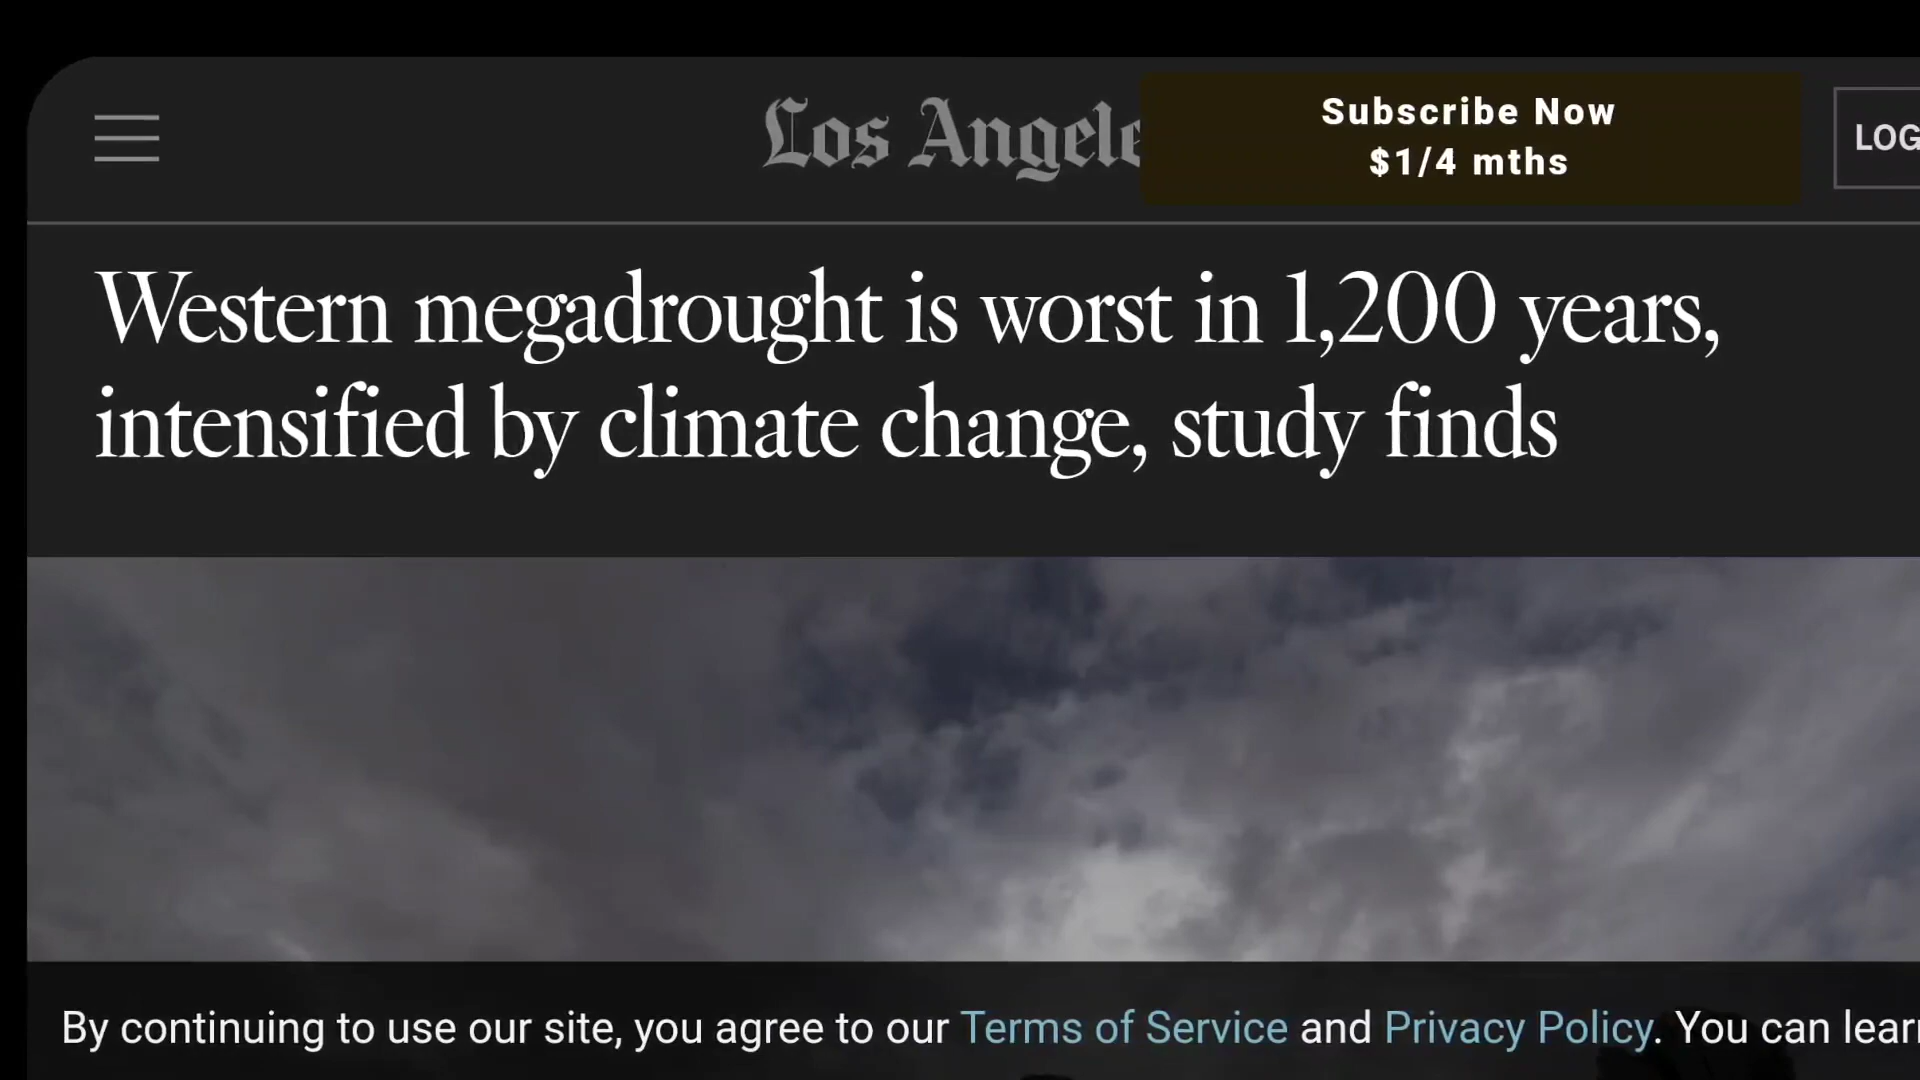 Los Angele
Subscribe Now
$1/4 mths
LOG
Western megadrought is worst in 1,200 years,
intensified by climate change, study finds
By continuing to use our site, you agree to our Terms of Service and Privacy Policy. You can lear